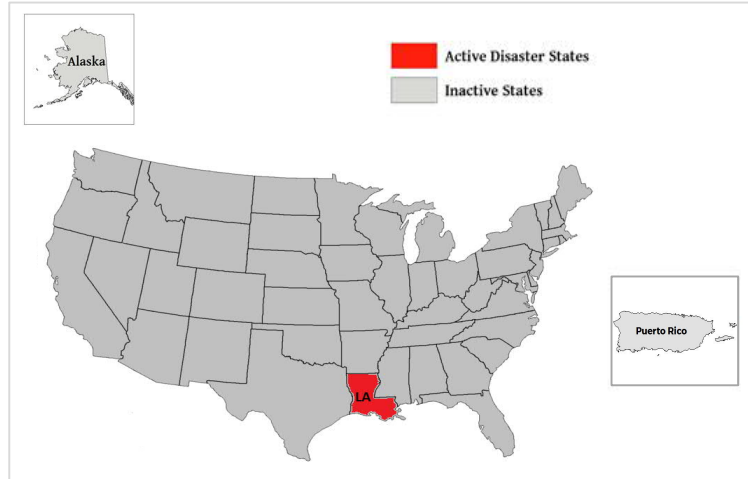 Alaska
Active Disaster States
Inactive States
Puerto Rico
LA